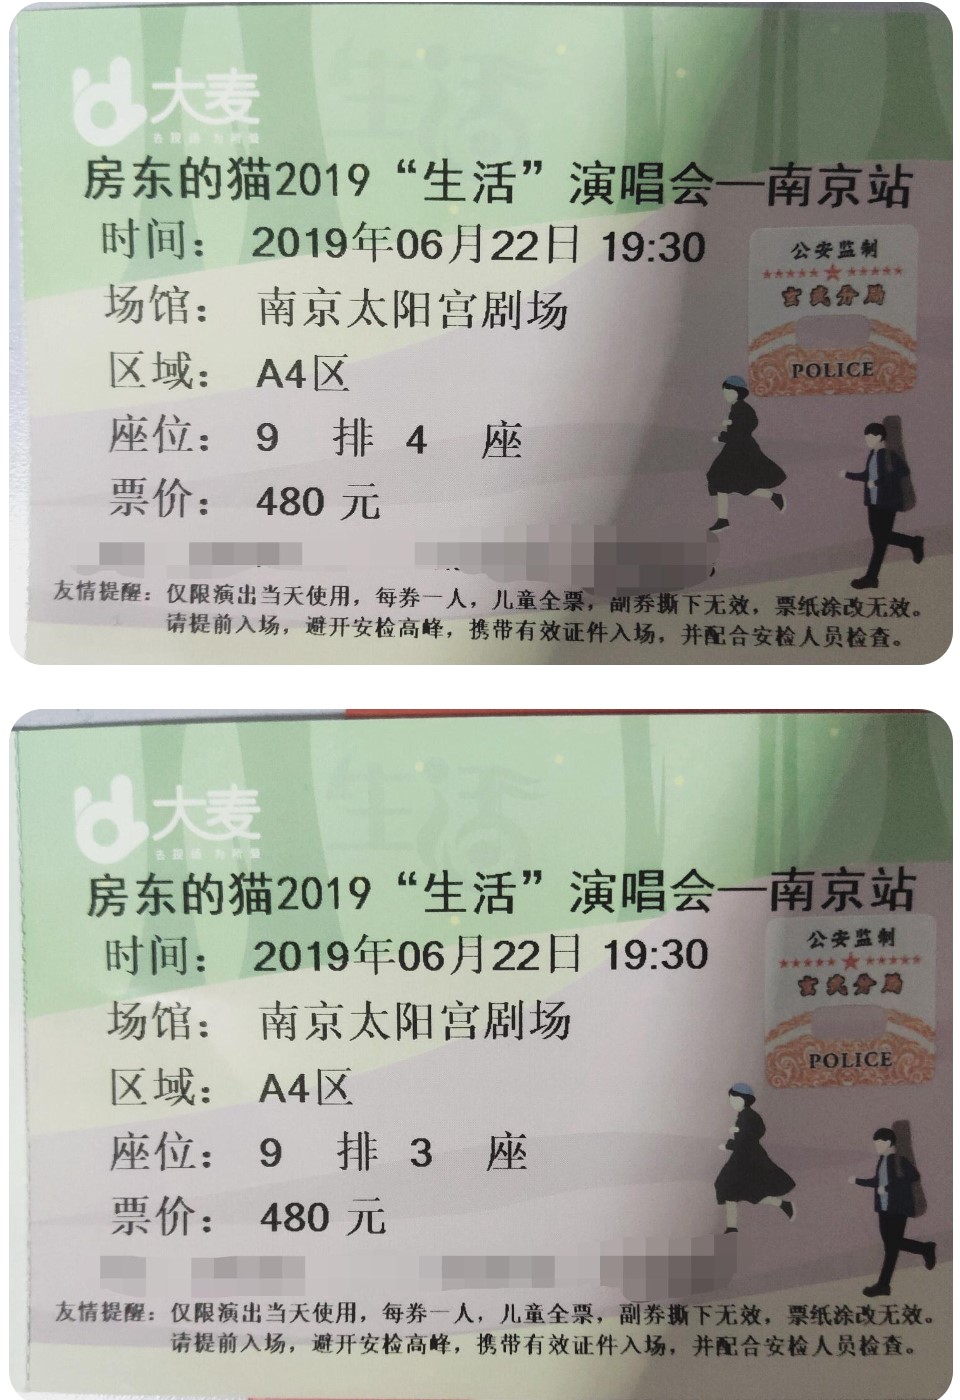 大麦
房东的猫2019 “生活” 演唱会—南京站
时间： 2019年06月22日 19:30
公安监制
场馆： 南京太阳宫剧场
玄武分局
区域： A4区
POLICE
座位： 9 排 4 座
票价： 480 元
友情提醒：仅限演出当天使用，每券一人，儿童全票，副券撕下无效，票纸涂改无效。
请提前入场，避开安检高峰，携带有效证件入场，并配合安检人员检查。
大麦
房东的猫2019 “生活” 演唱会—南京站
时间： 2019年06月22日 19:30
公安监制
玄武分局
场馆： 南京太阳宫剧场
POLICE
区域： A4区
座位： 9 排 3 座
票价： 480 元
友情提醒：仅限演出当天使用，每券一人，儿童全票，副券撕下无效，票纸涂改无效。
请提前入场，避开安检高峰，携带有效证件入场，并配合安检人员检查。